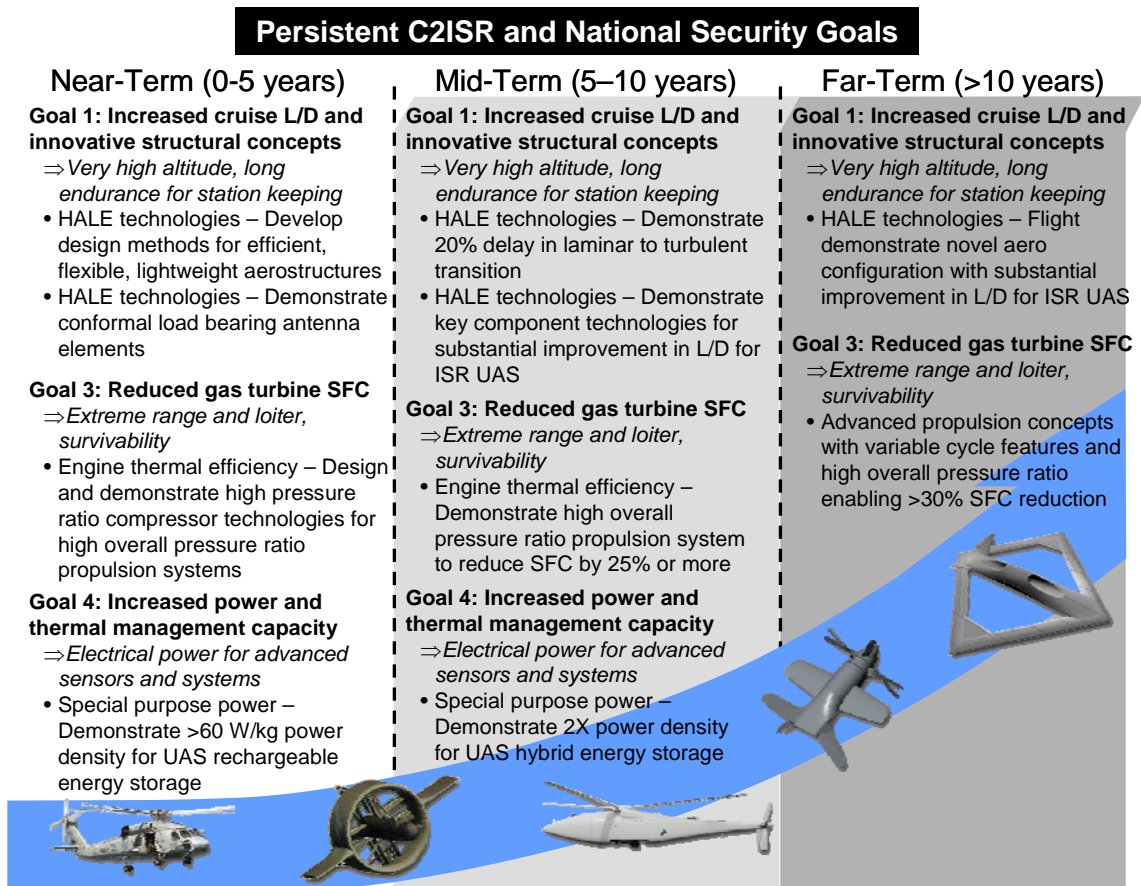 Persistent C2ISR and National Security Goals
Near-Term (0-5 years)
Goal 1: Increased cruise L/D and
innovative structural concepts
⇒Very high altitude, long
endurance for station keeping
• HALE technologies – Develop
design methods for efficient,
flexible, lightweight aerostructures
• HALE technologies – Demonstrate
conformal load bearing antenna
elements
Goal 3: Reduced gas turbine SFC
⇒Extreme range and loiter,
survivability
• Engine thermal efficiency – Design
and demonstrate high pressure
ratio compressor technologies for
high overall pressure ratio
propulsion systems
Goal 4: Increased power and
thermal management capacity
⇒Electrical power for advanced
sensors and systems
• Special purpose power –
Demonstrate >60 W/kg power
density for UAS rechargeable
energy storage
Mid-Term (5–10 years)
Goal 1: Increased cruise L/D and
innovative structural concepts
⇒Very high altitude, long
endurance for station keeping
• HALE technologies – Demonstrate
20% delay in laminar to turbulent
transition
• HALE technologies – Demonstrate
key component technologies for
substantial improvement in L/D for
ISR UAS
Goal 3: Reduced gas turbine SFC
⇒Extreme range and loiter,
survivability
• Engine thermal efficiency –
Demonstrate high overall
pressure ratio propulsion system
to reduce SFC by 25% or more
Goal 4: Increased power and
thermal management capacity
⇒Electrical power for advanced
sensors and systems
• Special purpose power –
Demonstrate 2X power density
for UAS hybrid energy storage
Far-Term (>10 years)
Goal 1: Increased cruise L/D and
innovative structural concepts
⇒Very high altitude, long
endurance for station keeping
• HALE technologies – Flight
demonstrate novel aero
configuration with substantial
improvement in L/D for ISR UAS
Goal 3: Reduced gas turbine SFC
⇒Extreme range and loiter,
survivability
• Advanced propulsion concepts
with variable cycle features and
high overall pressure ratio
enabling >30% SFC reduction